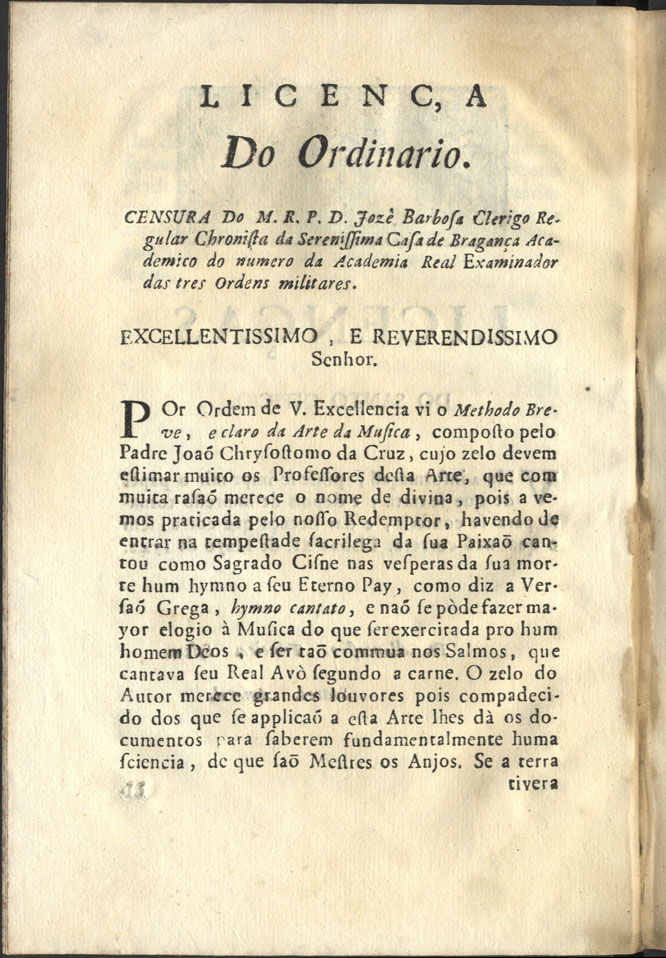 LICENC,A
Do Ordinario.
CENSURA Do M. R. P. D. Jozè Barboſa Clerigo Re-
gular Chroniſta da Sereniſſima Caſa de Bragança Aca-
demico do numero da Academia Real Examinador
das tres Ordens militares.
EXCELLENTISSIMO , E REVERENDISSIMO
Senhor.
POr Ordem de V. Excellencia vi o Methodo Bre-
ve , e claro da Arte da Muſica , compoſto pelo
Padre Joaõ Chryſoſtomo da Cruz, cujo zelo devem
eſtimar muito os Profeſſores deſta Arte, que com
muita raſaõ merece o nome de divina , pois a ve-
mos praticada pelo noſſo Redemptor, havendo de
entrar na tempeſtade ſacrilega da ſua Paixaõ can-
tou como Sagrado Ciſne nas veſperas da ſua mor-
te hum hymno a ſeu Eterno Pay, como diz a Ver-
ſaõ Grega , hymno cantato , e naõ ſe pòde fazer ma-
yor elogio à Muſica do que ſer exercitada pro hum
homem Deos , e ſer taõ commua nos Salmos, que
cantava ſeu Real Avò ſegundo a carne. O zelo do
Autor merece grandes louvores pois compadeci-
do dos que ſe applicaõ a eſta Arte lhes dà os do-
cumentos para ſaberem fundamentalmente huma
ſciencia , de que ſaõ Meſtres os Anjos. Se a terra
tivera